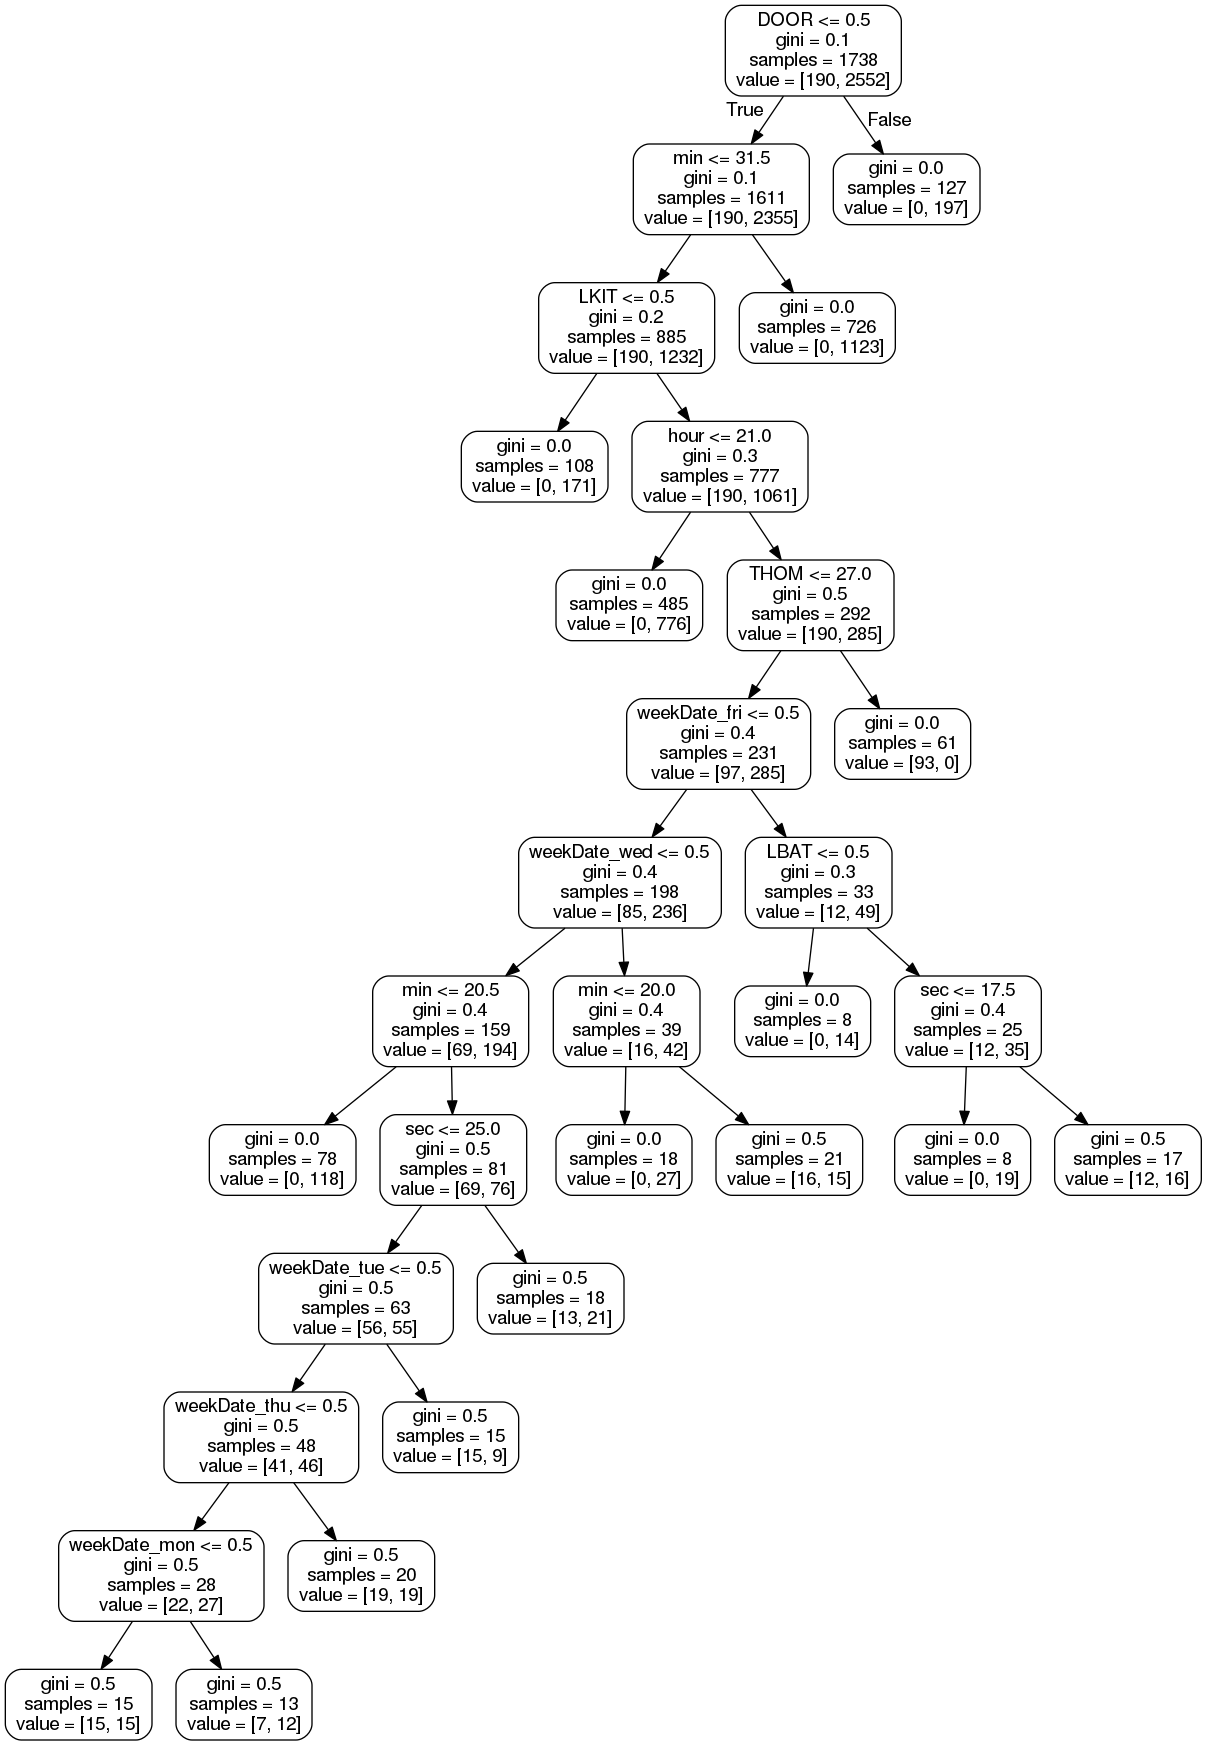 DOOR <= 0.5
gini = 0.1
samples = 1738
value = [190, 2552]
True
False
min <= 31.5
gini = 0.1
samples = 1611
value = [190, 2355]
gini = 0.0
samples = 127
value = [0, 197]
LKIT <= 0.5
gini = 0.2
samples = 885
value = [190, 1232]
gini = 0.0
samples = 726
value = [0, 1123]
gini = 0.0
samples = 108
value = [0, 171]
hour <= 21.0
gini = 0.3
samples = 777
value = [190, 1061]
gini = 0.0
samples = 485
value = [0, 776]
THOM <= 27.0
gini = 0.5
samples = 292
value = [190, 285]
weekDate_fri <= 0.5
gini = 0.4
samples = 231
value = [97, 285]
gini = 0.0
samples = 61
value = [93, 0]
weekDate_wed <= 0.5
gini = 0.4
samples = 198
value = [85, 236]
LBAT <= 0.5
gini = 0.3
samples = 33
value = [12, 49]
min <= 20.5
gini = 0.4
samples = 159
value = [69, 194]
min <= 20.0
gini = 0.4
samples = 39
value = [16, 42]
gini = 0.0
samples = 8
value = [0, 14]
sec <= 17.5
gini = 0.4
samples = 25
value = [12, 35]
gini = 0.0
samples = 78
value = [0, 118]
sec <= 25.0
gini = 0.5
samples = 81
value = [69, 76]
gini = 0.0
samples = 18
value = [0, 27]
gini = 0.5
samples = 21
value = [16, 15]
gini = 0.0
samples = 8
value = [0, 19]
gini = 0.5
samples = 17
value = [12, 16]
weekDate_tue <= 0.5
gini = 0.5
samples = 63
value = [56, 55]
gini = 0.5
samples = 18
value = [13, 21]
weekDate_thu <= 0.5
gini = 0.5
samples = 48
value = [41, 46]
gini = 0.5
samples = 15
value = [15, 9]
weekDate_mon <= 0.5
gini = 0.5
samples = 28
value = [22, 27]
gini = 0.5
samples = 20
value = [19, 19]
gini = 0.5
samples = 15
value = [15, 15]
gini = 0.5
samples = 13
value = [7, 12]